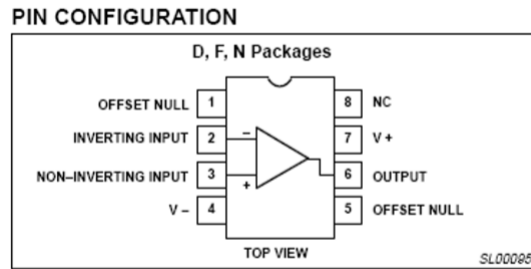 PIN CONFIGURATION
D, F, N Packages
OFFSET NULL 1 8 NC
INVERTING INPUT 2 − 7 V +
NON–INVERTING INPUT 3 + 6 OUTPUT
V – 4 5 OFFSET NULL
TOP VIEW
SL00095